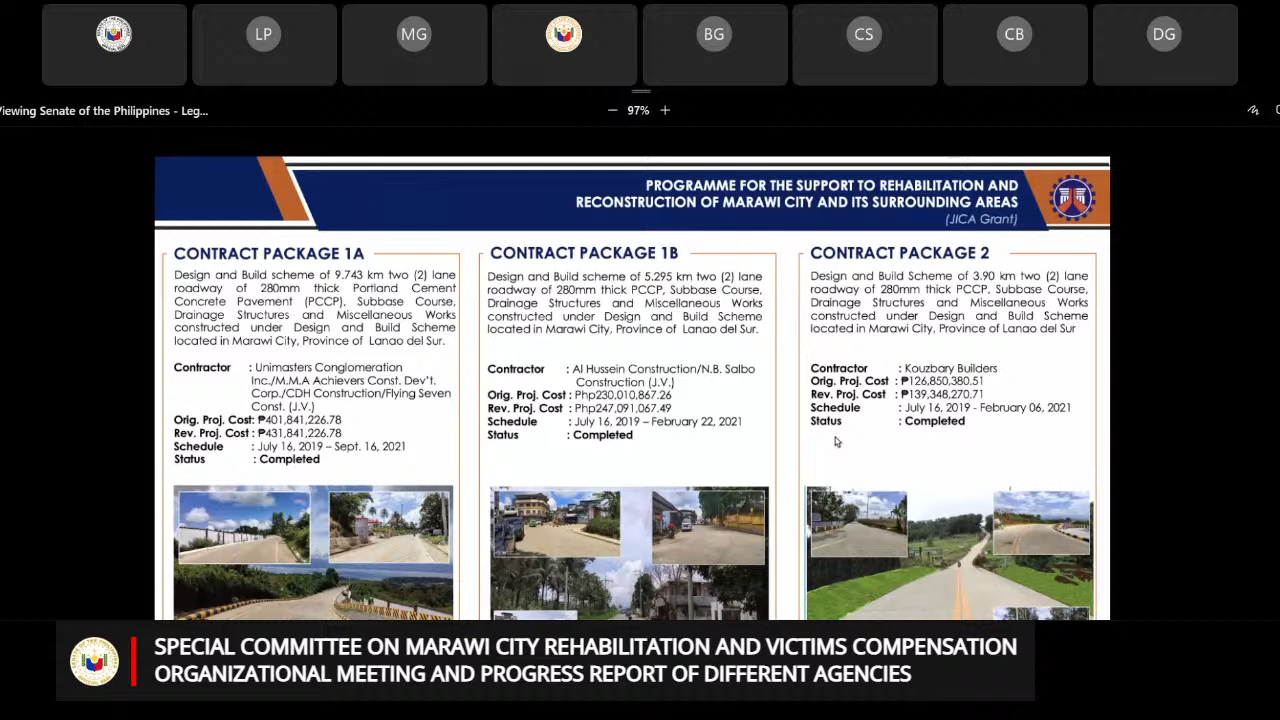 LP
MG
BG
CS
CB
DG
Viewing Senate of the Philippines - Leg...
97%
PROGRAMME FOR THE SUPPORT TO REHABILITATION AND
RECONSTRUCTION OF MARAWI CITY AND ITS SURROUNDING AREAS
(JICA Grant)
CONTRACT PACKAGE 1A
Design and Build scheme of 9.743 km two (2) lane
roadway of 280mm thick Portland Cement
Concrete Pavement (PCCP), Subbase Course,
Drainage Structures and Miscellaneous Works
constructed under Design and Build Scheme
located in Marawi City, Province of Lanao del Sur.
Contractor : Unimasters Conglomeration
Inc./M.M.A Achievers Const. Dev't.
Corp./CDH Construction/Flying Seven
Const. (J.V.)
Orig. Proj. Cost: ₱401,841,226.78
Rev. Proj. Cost : ₱431,841,226.78
Schedule : July 16, 2019 – Sept. 16, 2021
Status : Completed
CONTRACT PACKAGE 1B
Design and Build scheme of 5.295 km two (2) lane
roadway of 280mm thick PCCP, Subbase Course,
Drainage Structures and Miscellaneous Works
constructed under Design and Build Scheme
located in Marawi City, Province of Lanao del Sur.
Contractor : Al Hussein Construction/N.B. Salbo
Construction (J.V.)
Orig. Proj. Cost : Php230,010,867.26
Rev. Proj. Cost : Php247,091,067.49
Schedule : July 16, 2019 – February 22, 2021
Status : Completed
CONTRACT PACKAGE 2
Design and Build Scheme of 3.90 km two (2) lane
roadway of 280mm thick PCCP, Subbase Course,
Drainage Structures and Miscellaneous Works
constructed under Design and Build Scheme
located in Marawi City, Province of Lanao del Sur
Contractor : Kouzbary Builders
Orig. Proj. Cost : ₱126,850,380.51
Rev. Proj. Cost : ₱139,348,270.71
Schedule : July 16, 2019 - February 06, 2021
Status : Completed
SPECIAL COMMITTEE ON MARAWI CITY REHABILITATION AND VICTIMS COMPENSATION
ORGANIZATIONAL MEETING AND PROGRESS REPORT OF DIFFERENT AGENCIES